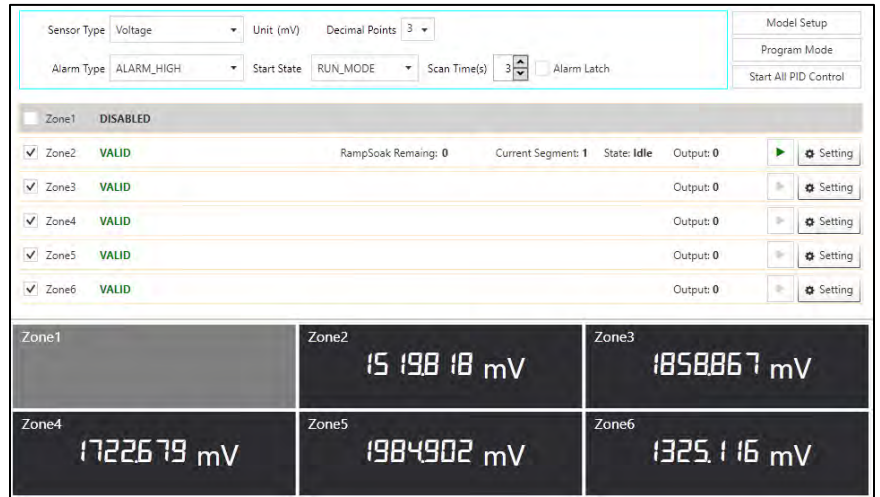 Sensor Type Voltage Unit (mV) Decimal Points 3 Model Setup
Program Mode
Alarm Type ALARM_HIGH Start State RUN_MODE Scan Time(s) 3 Alarm Latch
Start All PID Control
Zone1 DISABLED
Zone2 VALID RampSoak Remaing: 0 Current Segment: 1 State: Idle Output: 0 Setting
Zone3 VALID Output: 0 Setting
Zone4 VALID Output: 0 Setting
Zone5 VALID Output: 0 Setting
Zone6 VALID Output: 0 Setting
Zone1 Zone2 Zone3
1519.818 mV 1858.867 mV
Zone4 Zone5 Zone6
1722.679 mV 1984.902 mV 1325.116 mV